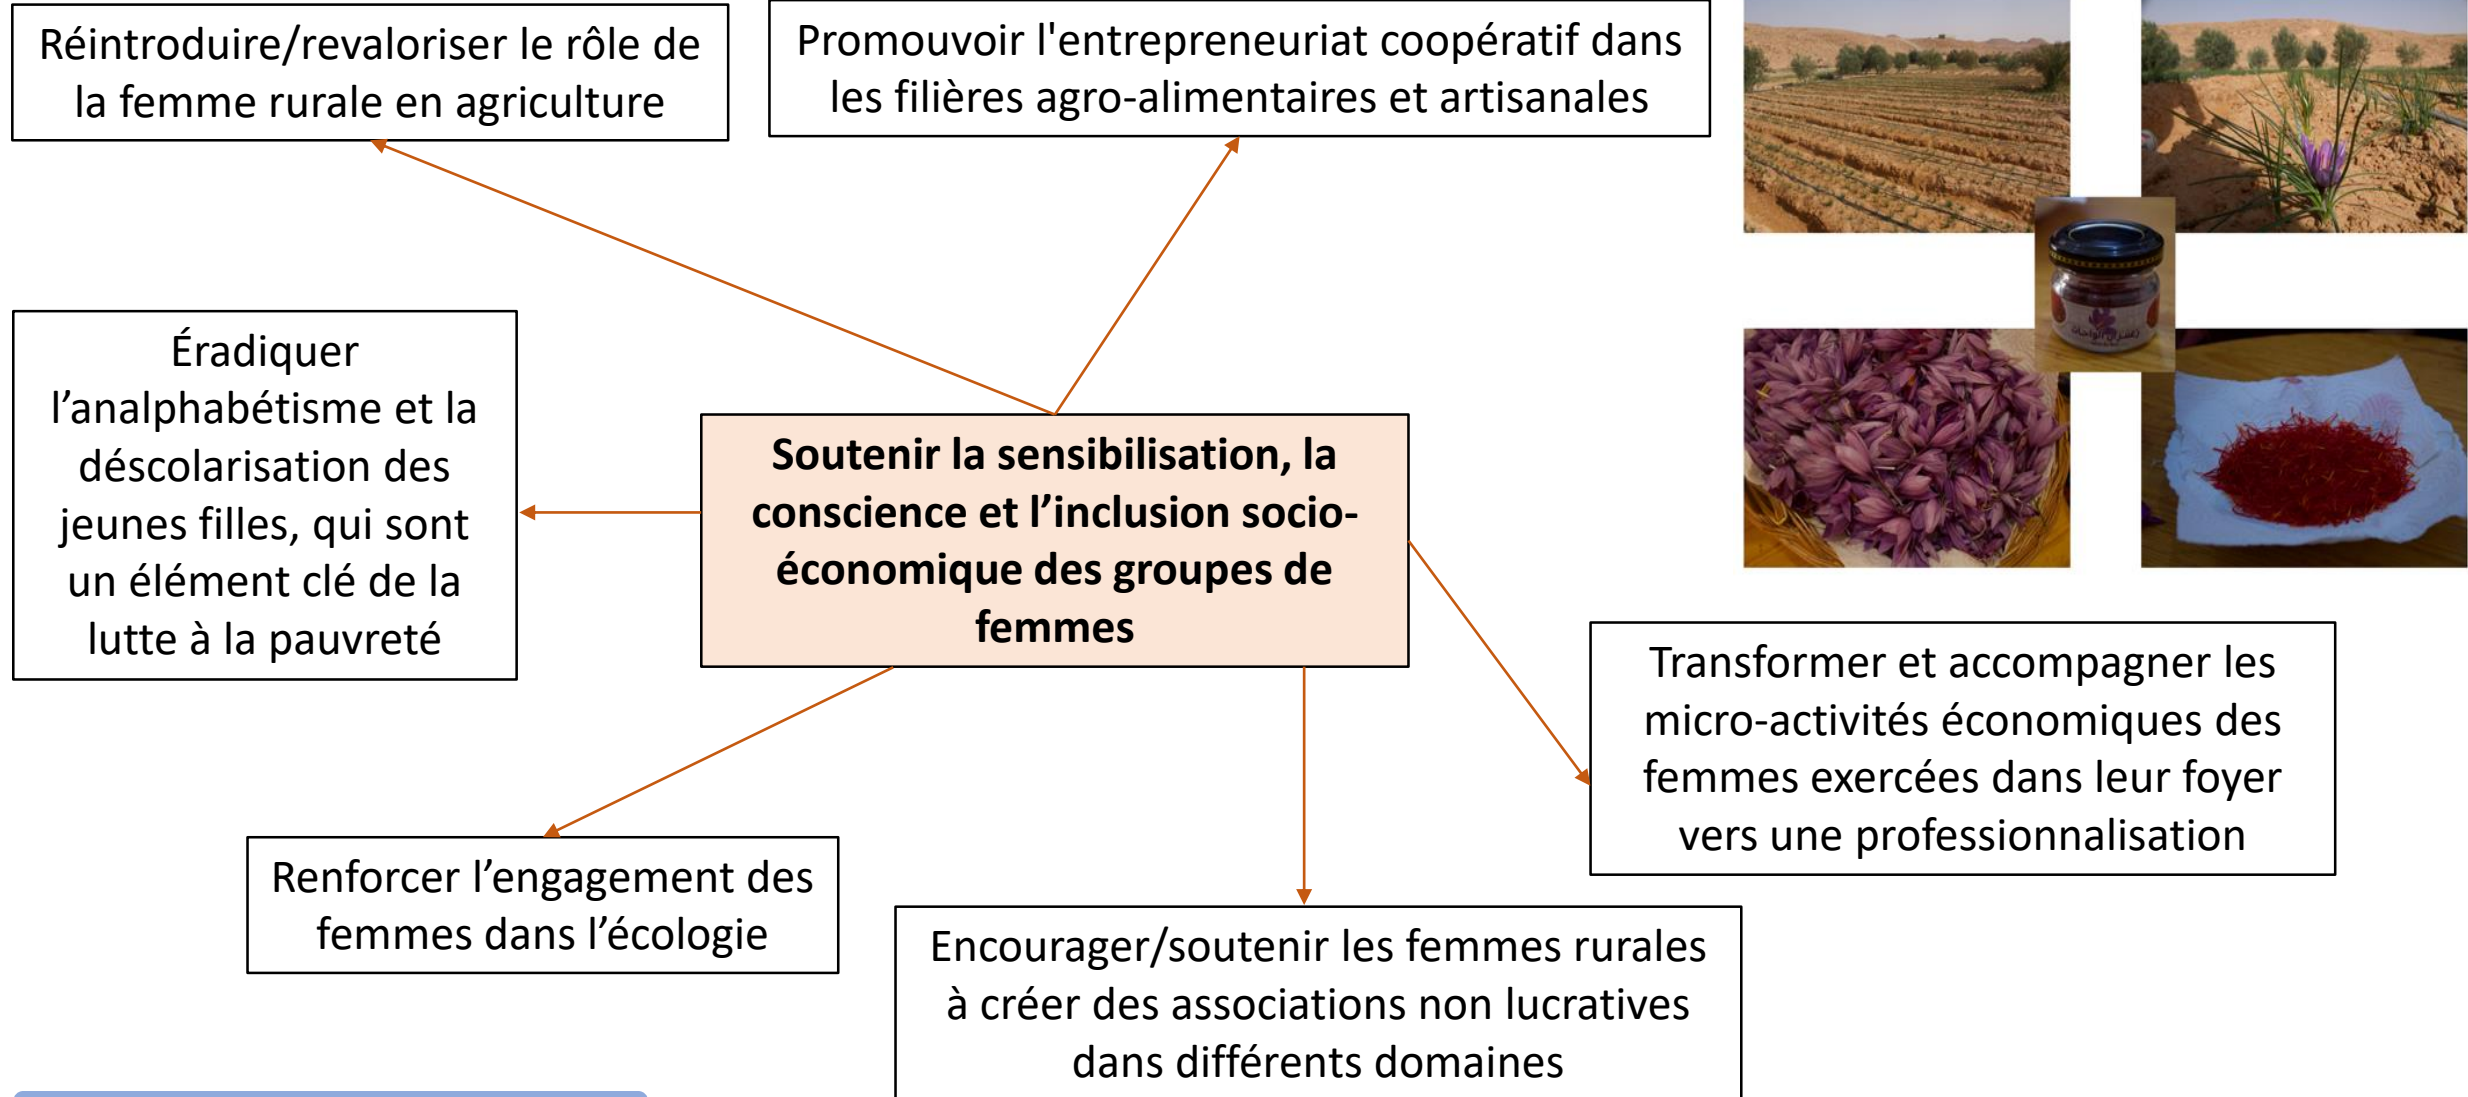 Réintroduire/revaloriser le rôle de
la femme rurale en agriculture
Promouvoir l'entrepreneuriat coopératif dans
les filières agro-alimentaires et artisanales
Éradiquer
l’analphabétisme et la
déscolarisation des
jeunes filles, qui sont
un élément clé de la
lutte à la pauvreté
Soutenir la sensibilisation, la
conscience et l’inclusion socio-
économique des groupes de
femmes
Transformer et accompagner les
micro-activités économiques des
femmes exercées dans leur foyer
vers une professionnalisation
Renforcer l’engagement des
femmes dans l’écologie
Encourager/soutenir les femmes rurales
à créer des associations non lucratives
dans différents domaines
زعفران الواحات